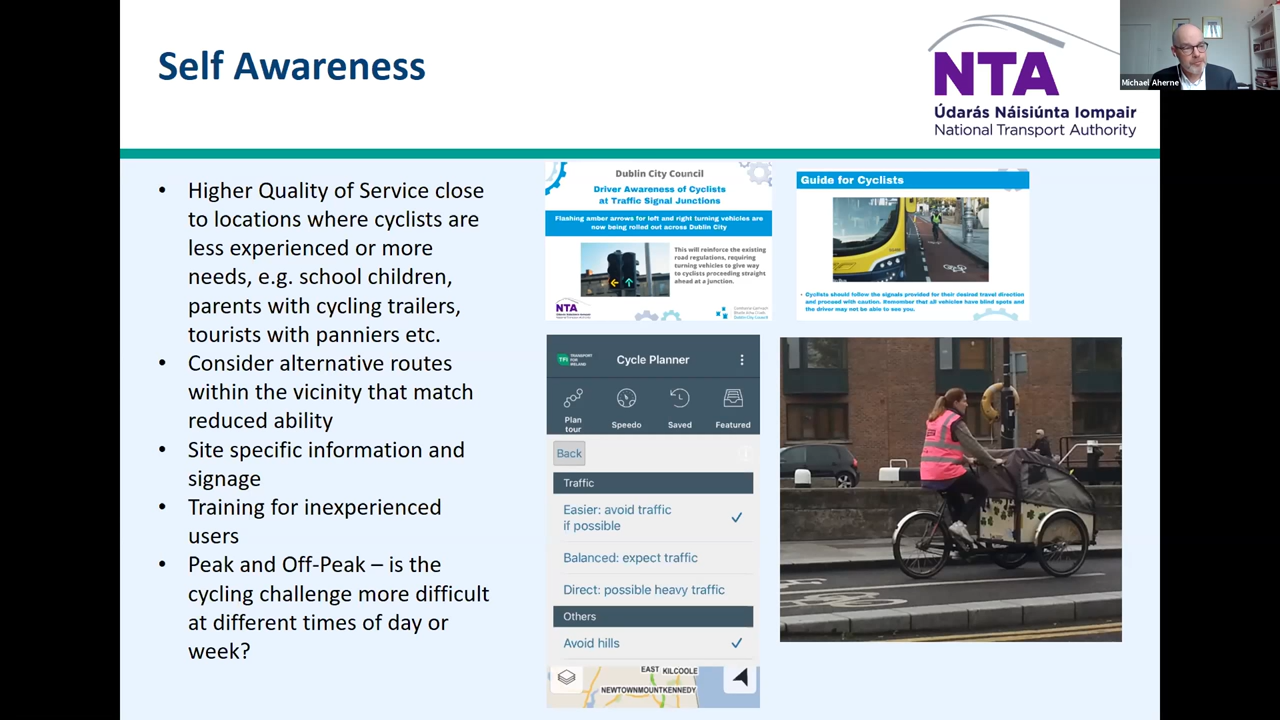 Self Awareness
NTA
Údarás Náisiúnta Iompair
National Transport Authority
Michael Aherne
• Higher Quality of Service close
to locations where cyclists are
less experienced or more
needs, e.g. school children,
parents with cycling trailers,
tourists with panniers etc.
• Consider alternative routes
within the vicinity that match
reduced ability
• Site specific information and
signage
• Training for inexperienced
users
• Peak and Off-Peak – is the
cycling challenge more difficult
at different times of day or
week?
Dublin City Council
Driver Awareness of Cyclists
at Traffic Signal Junctions
Flashing amber arrows for left and right turning vehicles are
now being rolled out across Dublin City
This will reinforce the existing
road regulations, requiring
turning vehicles to give way
to cyclists proceeding straight
ahead at a junction.
NTA
Dublin City Council
Guide for Cyclists
• Cyclists should follow the signals provided for their desired travel direction
and proceed with caution. Remember that all vehicles have blind spots and
the driver may not be able to see you.
TFI
TRANSPORT
FOR
IRELAND
Cycle Planner
Plan
tour
Speedo
Saved
Featured
Back
Traffic
Easier: avoid traffic
if possible
Balanced: expect traffic
Direct: possible heavy traffic
Others
Avoid hills
EAST
KILCOOLE
NEWTOWNMOUNTKENNEDY